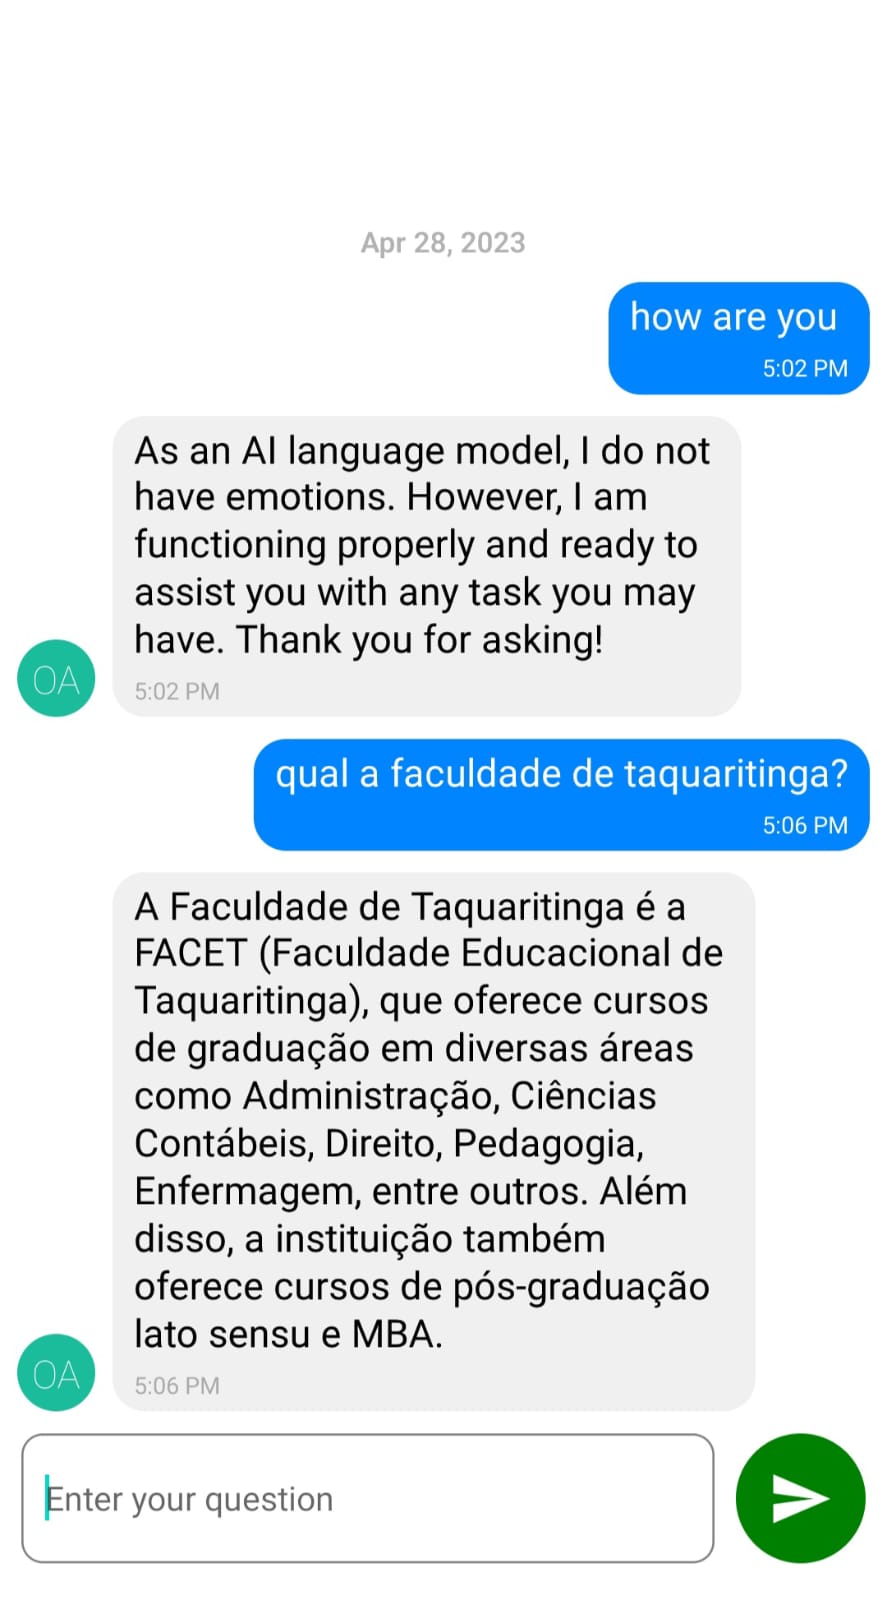 Apr 28, 2023
how are you
5:02 PM
As an AI language model, I do not
have emotions. However, I am
functioning properly and ready to
assist you with any task you may
have. Thank you for asking!
OA
5:02 PM
qual a faculdade de taquaritinga?
5:06 PM
A Faculdade de Taquaritinga é a
FACET (Faculdade Educacional de
Taquaritinga), que oferece cursos
de graduação em diversas áreas
como Administração, Ciências
Contábeis, Direito, Pedagogia,
Enfermagem, entre outros. Além
disso, a instituição também
oferece cursos de pós-graduação
lato sensu e MBA.
OA
5:06 PM
Enter your question